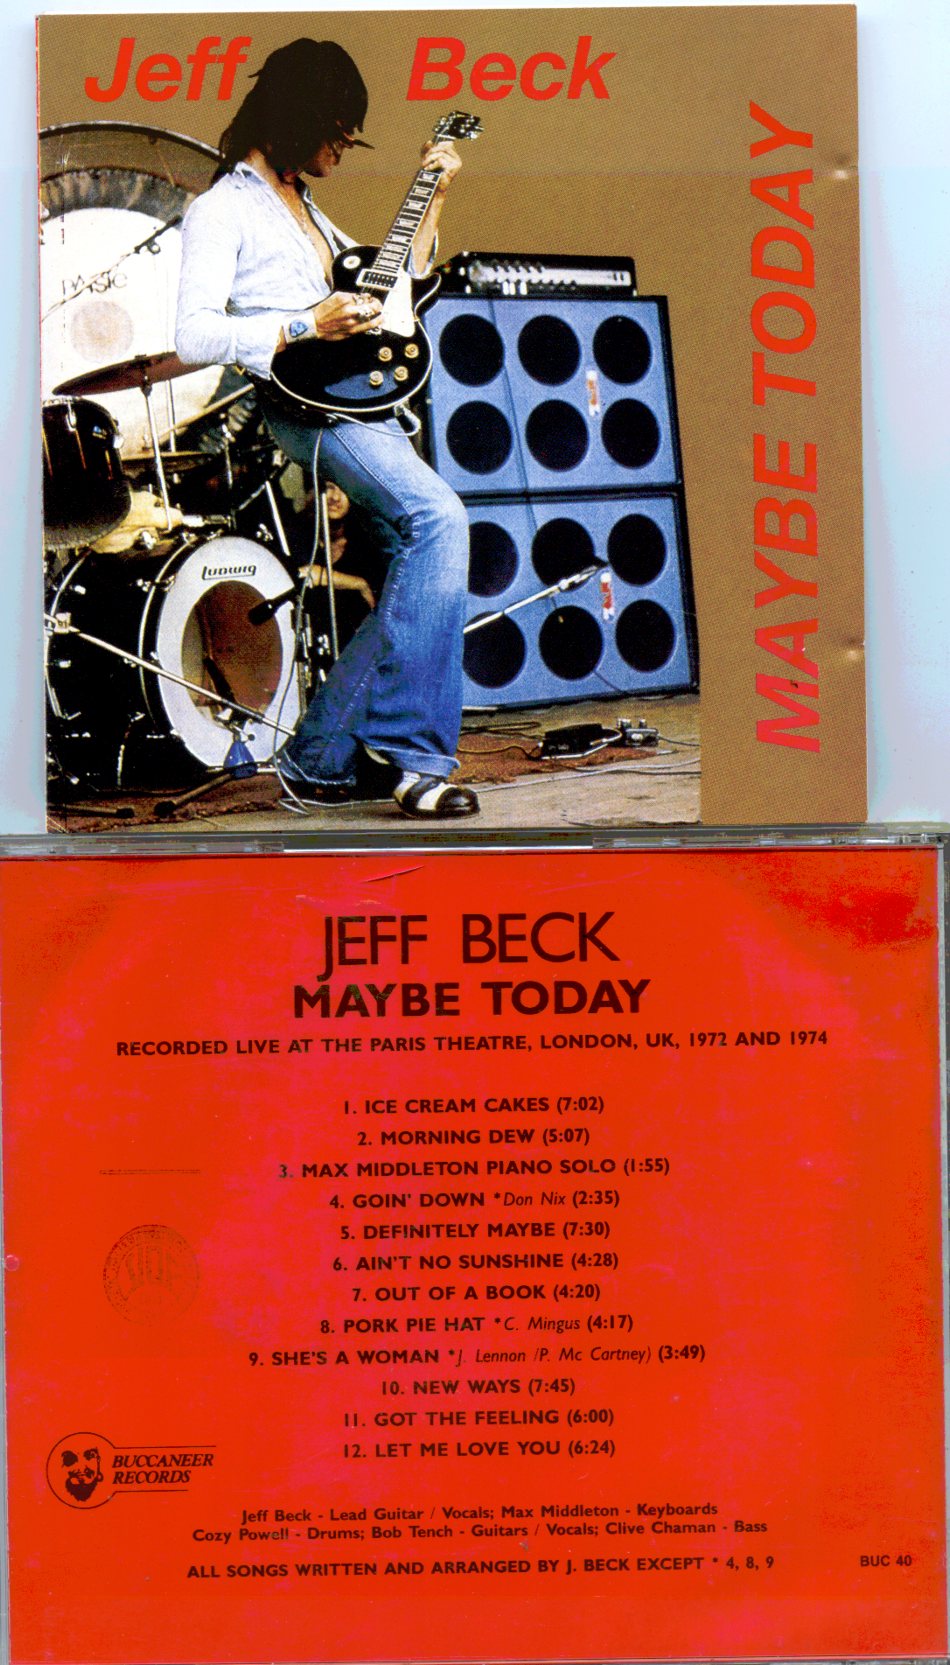 Jeff Beck
MAYBE TODAY
PAISTE
LUDWIG
JEFF BECK
MAYBE TODAY
RECORDED LIVE AT THE PARIS THEATRE, LONDON, UK, 1972 AND 1974
1. ICE CREAM CAKES (7:02)
2. MORNING DEW (5:07)
3. MAX MIDDLETON PIANO SOLO (1:55)
4. GOIN' DOWN *Don Nix (2:35)
5. DEFINITELY MAYBE (7:30)
6. AIN'T NO SUNSHINE (4:28)
7. OUT OF A BOOK (4:20)
8. PORK PIE HAT *C. Mingus (4:17)
9. SHE'S A WOMAN *J. Lennon /P. Mc Cartney) (3:49)
10. NEW WAYS (7:45)
11. GOT THE FEELING (6:00)
12. LET ME LOVE YOU (6:24)
BUCCANEER
RECORDS
Jeff Beck - Lead Guitar / Vocals; Max Middleton - Keyboards
Cozy Powell - Drums; Bob Tench - Guitars / Vocals; Clive Chaman - Bass
ALL SONGS WRITTEN AND ARRANGED BY J. BECK EXCEPT * 4, 8, 9
BUC 40